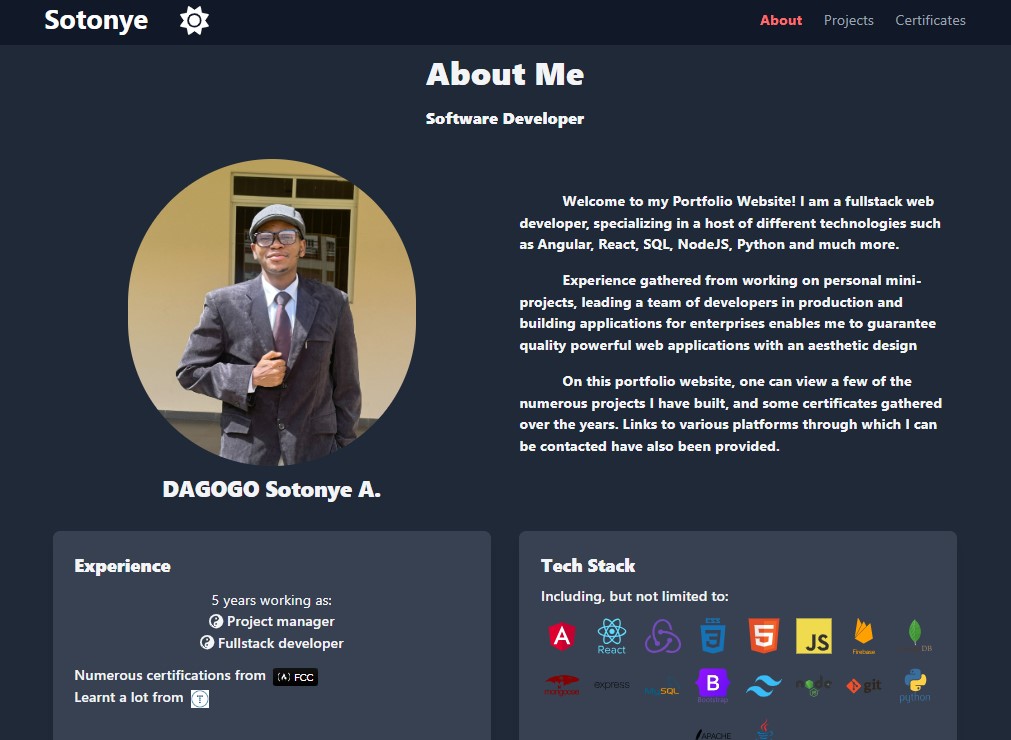 Sotonye
About Projects Certificates
About Me
Software Developer
Welcome to my Portfolio Website! I am a fullstack web
developer, specializing in a host of different technologies such
as Angular, React, SQL, NodeJS, Python and much more.
Experience gathered from working on personal mini-
projects, leading a team of developers in production and
building applications for enterprises enables me to guarantee
quality powerful web applications with an aesthetic design
On this portfolio website, one can view a few of the
numerous projects I have built, and some certificates gathered
over the years. Links to various platforms through which I can
be contacted have also been provided.
DAGOGO Sotonye A.
Experience
5 years working as:
Project manager
Fullstack developer
Numerous certifications from (A) FCC
Learnt a lot from T
Tech Stack
Including, but not limited to:
A React 3 5 JS Firebase DB
mongoose express MySQL B Bootstrap node git python
APACHE